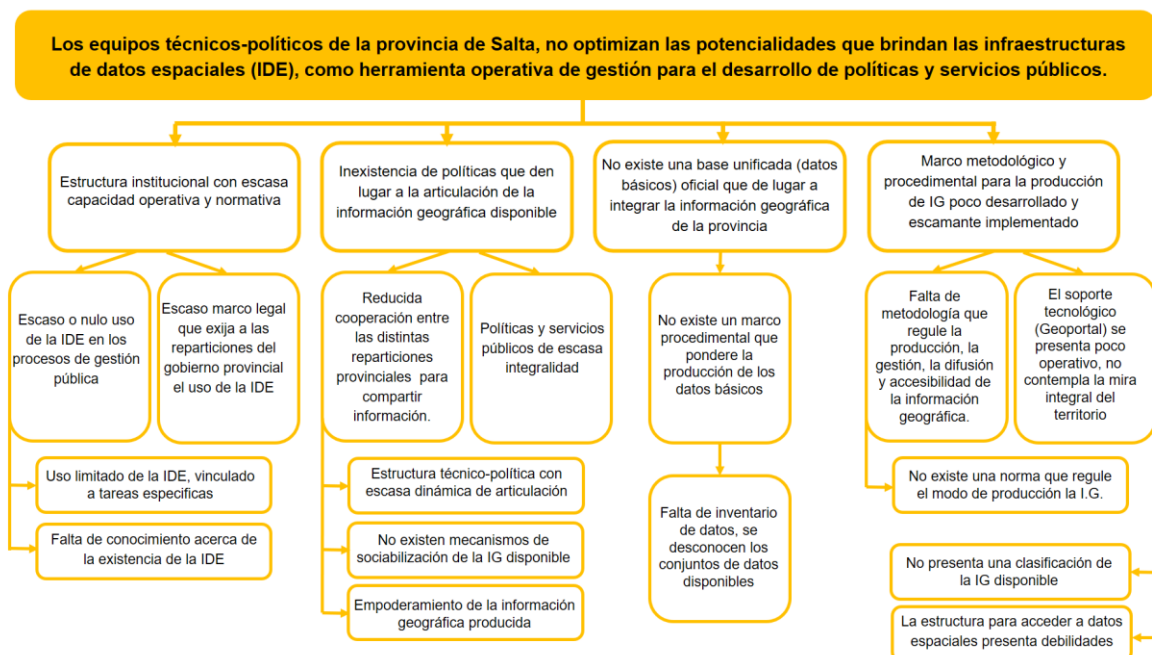 Los equipos técnicos-políticos de la provincia de Salta, no optimizan las potencialidades que brindan las infraestructuras
de datos espaciales (IDE), como herramienta operativa de gestión para el desarrollo de políticas y servicios públicos.
Estructura institucional con escasa
capacidad operativa y normativa
Inexistencia de políticas que den
lugar a la articulación de la
información geográfica disponible
No existe una base unificada (datos
básicos) oficial que de lugar a
integrar la información geográfica
de la provincia
Marco metodológico y
procedimental para la producción
de IG poco desarrollado y
escamante implementado
Escaso o nulo uso
de la IDE en los
procesos de gestión
pública
Escaso marco legal
que exija a las
reparticiones del
gobierno provincial
el uso de la IDE
Reducida
cooperación entre
las distintas
reparticiones
provinciales para
compartir
información.
Políticas y servicios
públicos de escasa
integralidad
No existe un marco
procedimental que
pondere la
producción de los
datos básicos
Falta de
metodología que
regule la
producción, la
gestión, la difusión
y accesibilidad de
la información
geográfica.
El soporte
tecnológico
(Geoportal) se
presenta poco
operativo, no
contempla la mira
integral del
territorio
Uso limitado de la IDE, vinculado
a tareas especificas
Falta de conocimiento acerca de
la existencia de la IDE
Estructura técnico-política con
escasa dinámica de articulación
No existen mecanismos de
sociabilización de la IG disponible
Empoderamiento de la información
geográfica producida
Falta de inventario
de datos, se
desconocen los
conjuntos de datos
disponibles
No existe una norma que regule
el modo de producción la I.G.
No presenta una clasificación de
la IG disponible
La estructura para acceder a datos
espaciales presenta debilidades